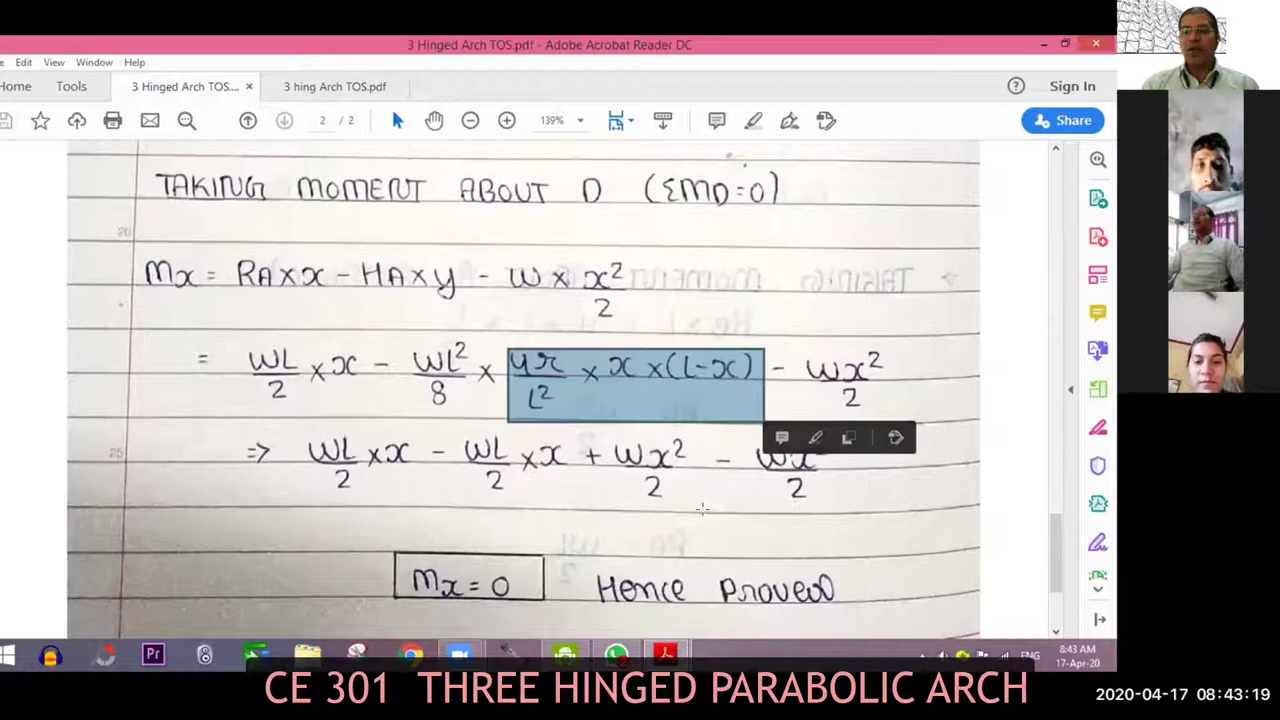 3 Hinged Arch TOS.pdf - Adobe Acrobat Reader DC
Edit View Window Help
Home Tools 3 Hinged Arch TOS.... × 3 hing Arch TOS.pdf Sign In
2 / 2 139% Share
TAKING MOMENT ABOUT D (ΣMD=0)
20
Mx = RA×x - HA×y - W × x²/2
= WL/2 × x - WL²/8 × 4r/L² × x × (L-x) - Wx²/2
25
=> WL/2 × x - WL/2 × x + Wx²/2 - Wx/2
Mx = 0 Hence Proved
Pr
ENG
8:43 AM
17-Apr-20
CE 301 THREE HINGED PARABOLIC ARCH
2020-04-17 08:43:19